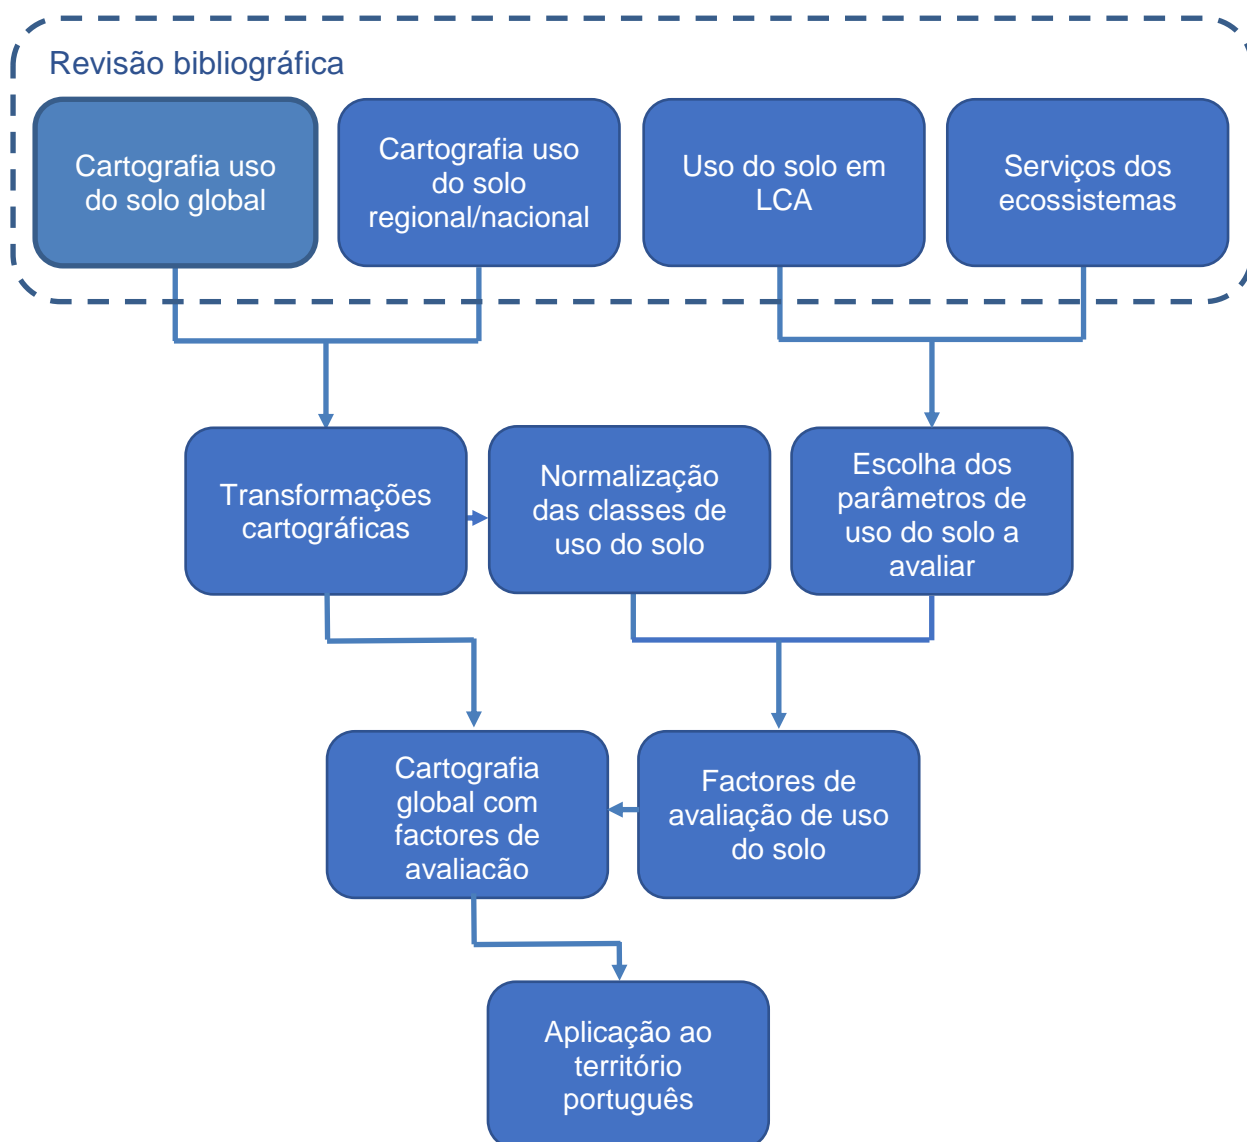 Revisão bibliográfica
Cartografia uso
do solo global
Cartografia uso
do solo
regional/nacional
Uso do solo em
LCA
Serviços dos
ecossistemas
Transformações
cartográficas
Normalização
das classes de
uso do solo
Escolha dos
parâmetros de
uso do solo a
avaliar
Cartografia
global com
factores de
avaliação
Factores de
avaliação de uso
do solo
Aplicação ao
território
português